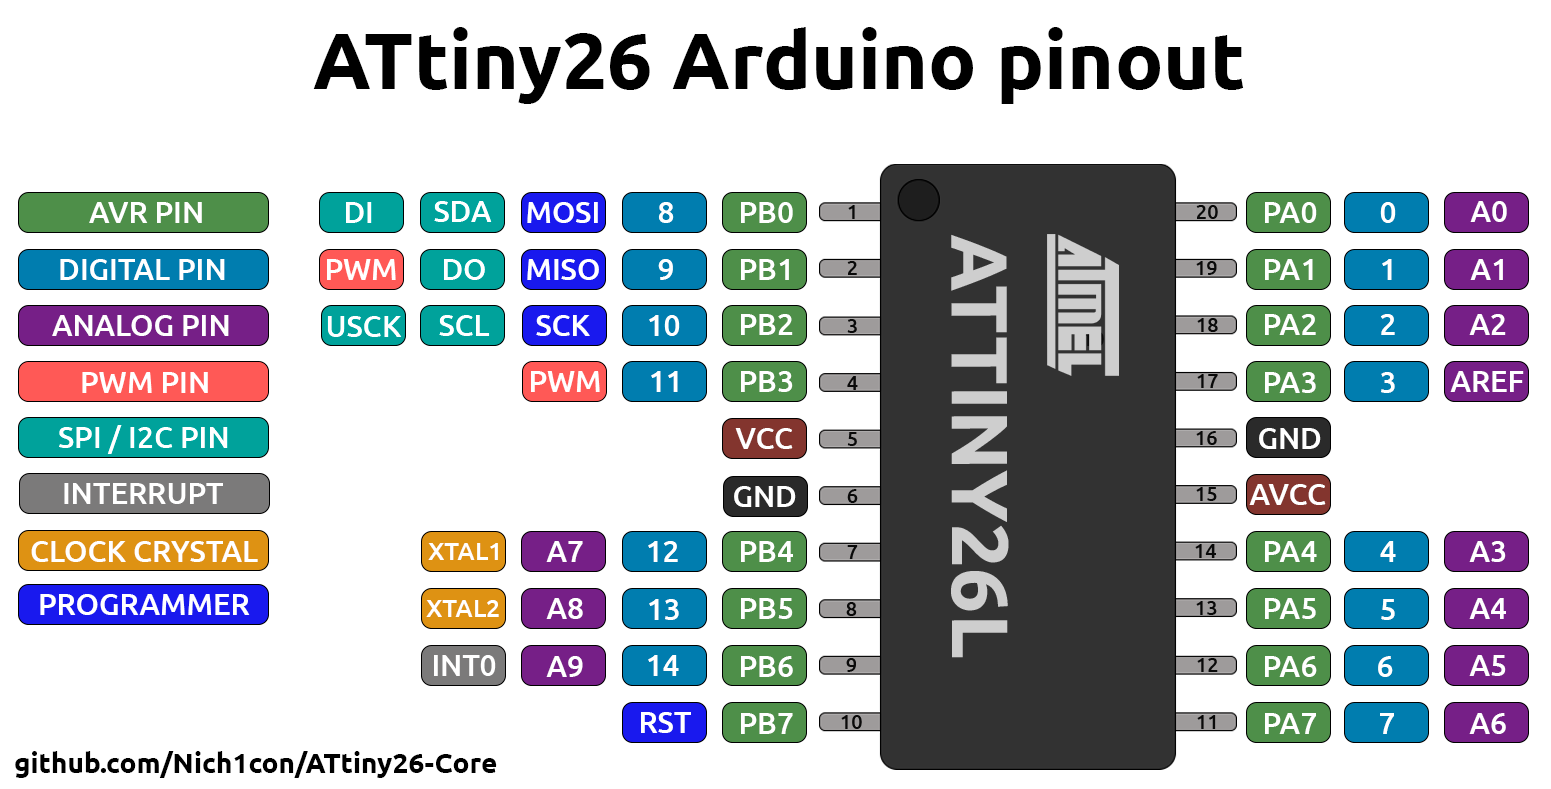 ATtiny26 Arduino pinout
AVR PIN DI SDA MOSI 8 PB0 1 20 PA0 0 A0
DIGITAL PIN PWM DO MISO 9 PB1 2 19 PA1 1 A1
ANALOG PIN USCK SCL SCK 10 PB2 3 18 PA2 2 A2
PWM PIN PWM 11 PB3 4 17 PA3 3 AREF
SPI / I2C PIN VCC 5 16 GND
INTERRUPT GND 6 15 AVCC
CLOCK CRYSTAL XTAL1 A7 12 PB4 7 14 PA4 4 A3
PROGRAMMER XTAL2 A8 13 PB5 8 13 PA5 5 A4
INT0 A9 14 PB6 9 12 PA6 6 A5
RST PB7 10 11 PA7 7 A6
ATMEL
ATTINY26L
github.com/Nich1con/ATtiny26-Core